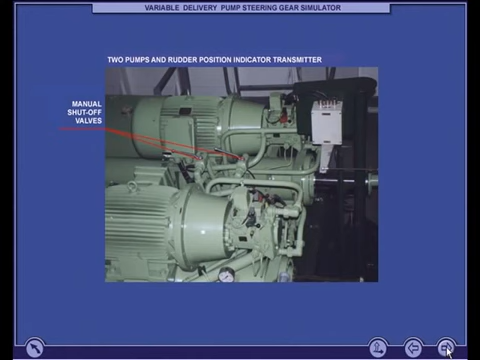 VARIABLE DELIVERY PUMP STEERING GEAR SIMULATOR
TWO PUMPS AND RUDDER POSITION INDICATOR TRANSMITTER
MANUAL
SHUT-OFF
VALVES